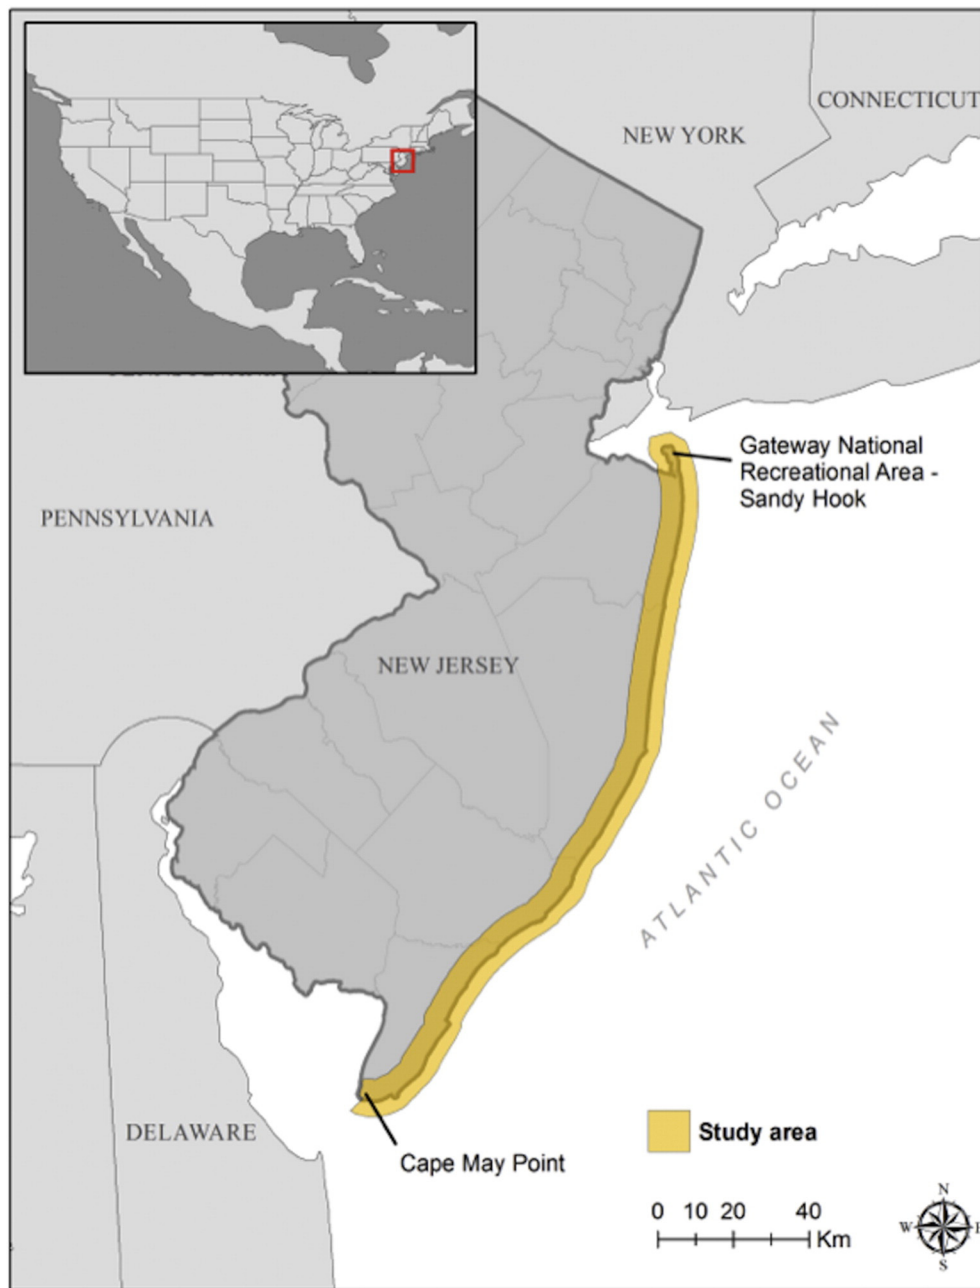 CONNECTICUT
NEW YORK
Gateway National
Recreational Area -
Sandy Hook
PENNSYLVANIA
NEW JERSEY
ATLANTIC OCEAN
DELAWARE
Cape May Point
Study area
0 10 20 40
Km
N
W
S